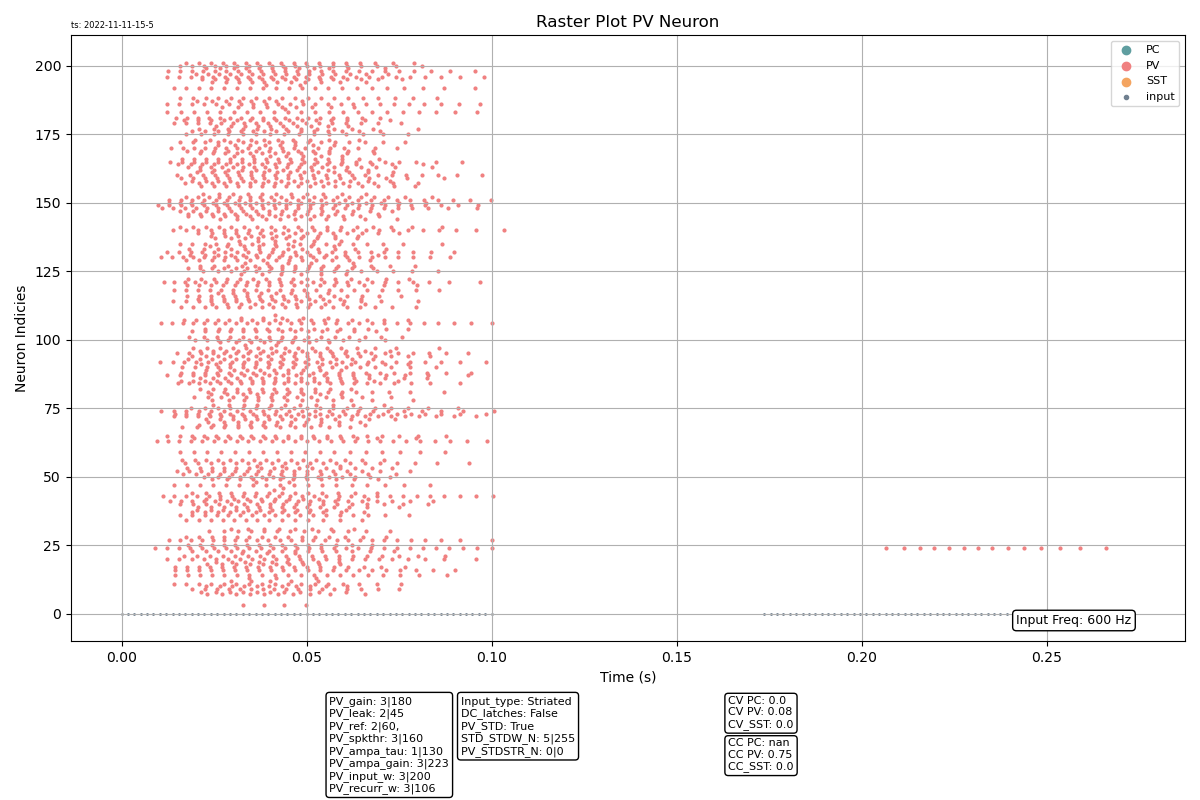 ts: 2022-11-11-15-5
Raster Plot PV Neuron
PC
PV
SST
input
Neuron Indicies
200
175
150
125
100
75
50
25
0
Input Freq: 600 Hz
0.00
0.05
0.10
0.15
0.20
0.25
Time (s)
PV_gain: 3|180
PV_leak: 2|45
PV_ref: 2|60,
PV_spkthr: 3|160
PV_ampa_tau: 1|130
PV_ampa_gain: 3|223
PV_input_w: 3|200
PV_recurr_w: 3|106
Input_type: Striated
DC_latches: False
PV_STD: True
STD_STDW_N: 5|255
PV_STDSTR_N: 0|0
CV PC: 0.0
CV PV: 0.08
CV_SST: 0.0
CC PC: nan
CC PV: 0.75
CC_SST: 0.0